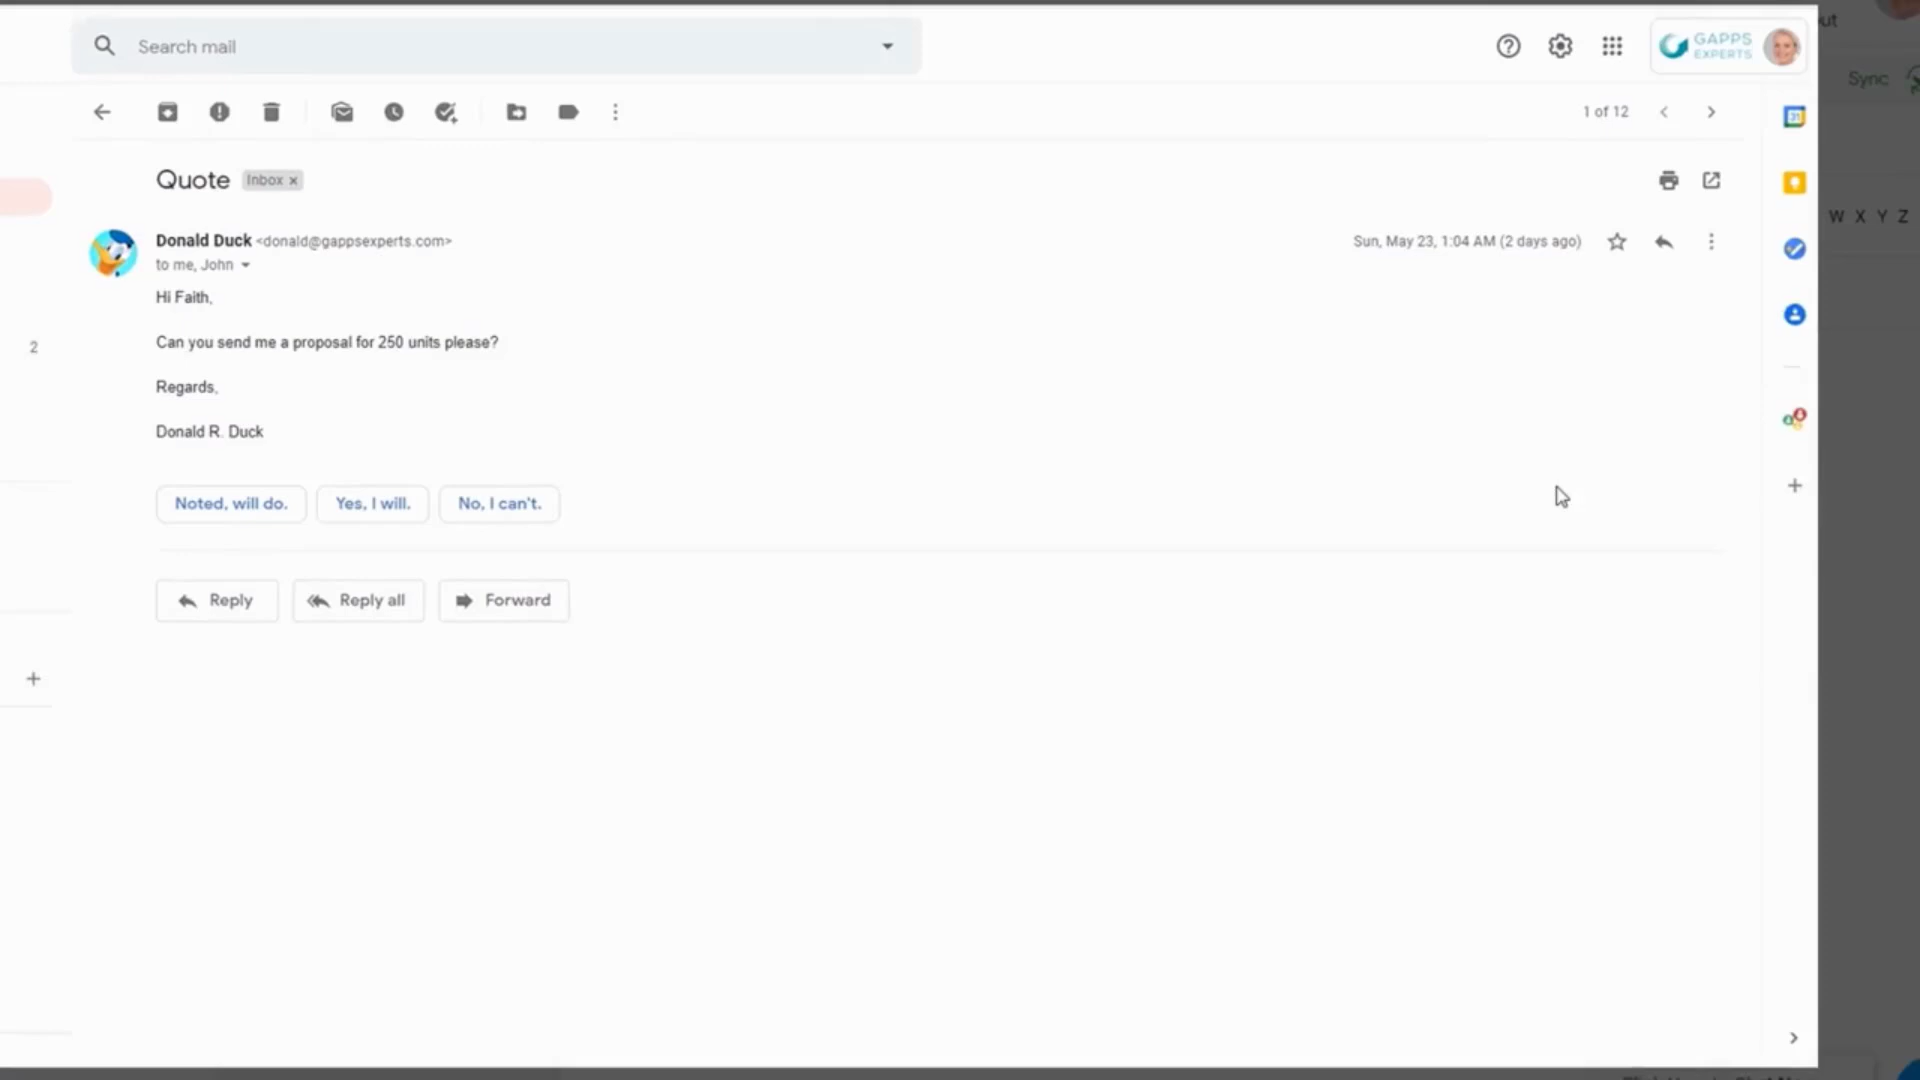 Search mail
GAPPS
EXPERTS
Sync
1 of 12
31
Quote Inbox x
W X Y Z
Donald Duck <donald@gappsexperts.com> Sun, May 23, 1:04 AM (2 days ago)
to me, John
Hi Faith,
2
Can you send me a proposal for 250 units please?
Regards,
Donald R. Duck
Noted, will do. Yes, I will. No, I can't.
Reply Reply all Forward